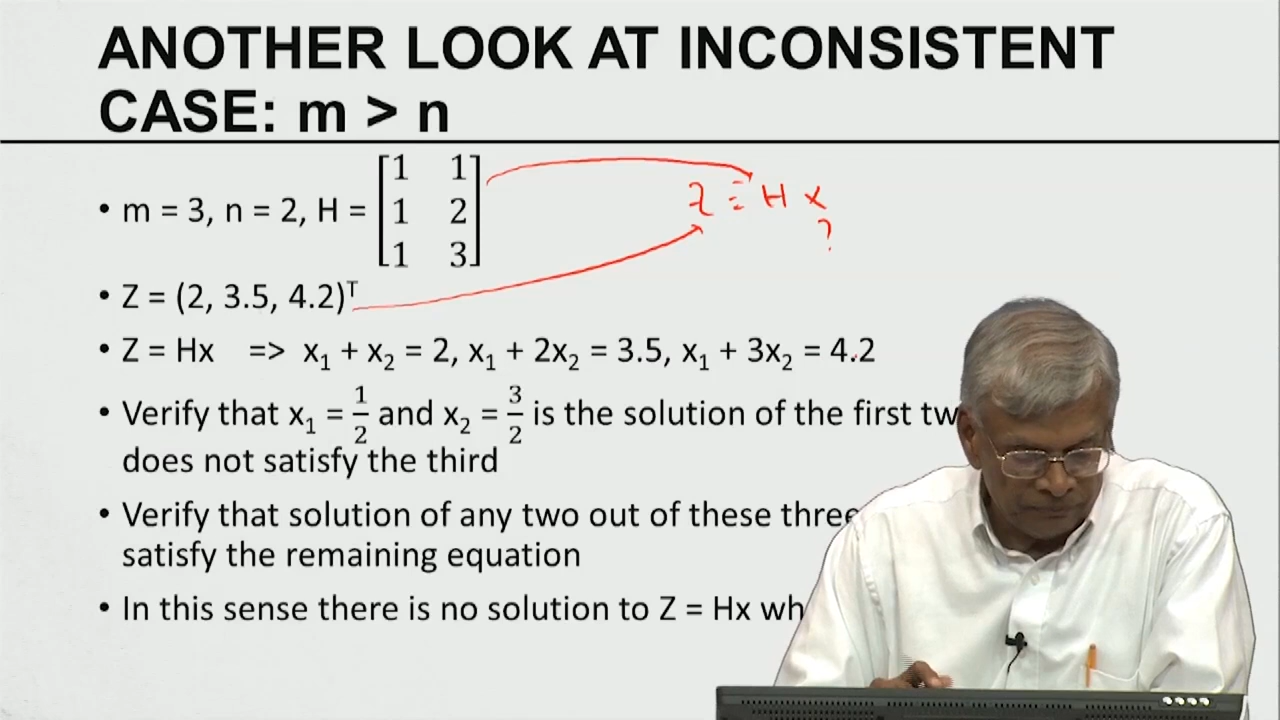 ANOTHER LOOK AT INCONSISTENT
CASE: m > n
• m = 3, n = 2, H = [1 1; 1 2; 1 3]
Z = H x
?
• Z = (2, 3.5, 4.2)ᵀ
• Z = Hx => x₁ + x₂ = 2, x₁ + 2x₂ = 3.5, x₁ + 3x₂ = 4.2
• Verify that x₁ = 1/2 and x₂ = 3/2 is the solution of the first
does not satisfy the third
• Verify that solution of any two out of these three
satisfy the remaining equation
• In this sense there is no solution to Z = Hx